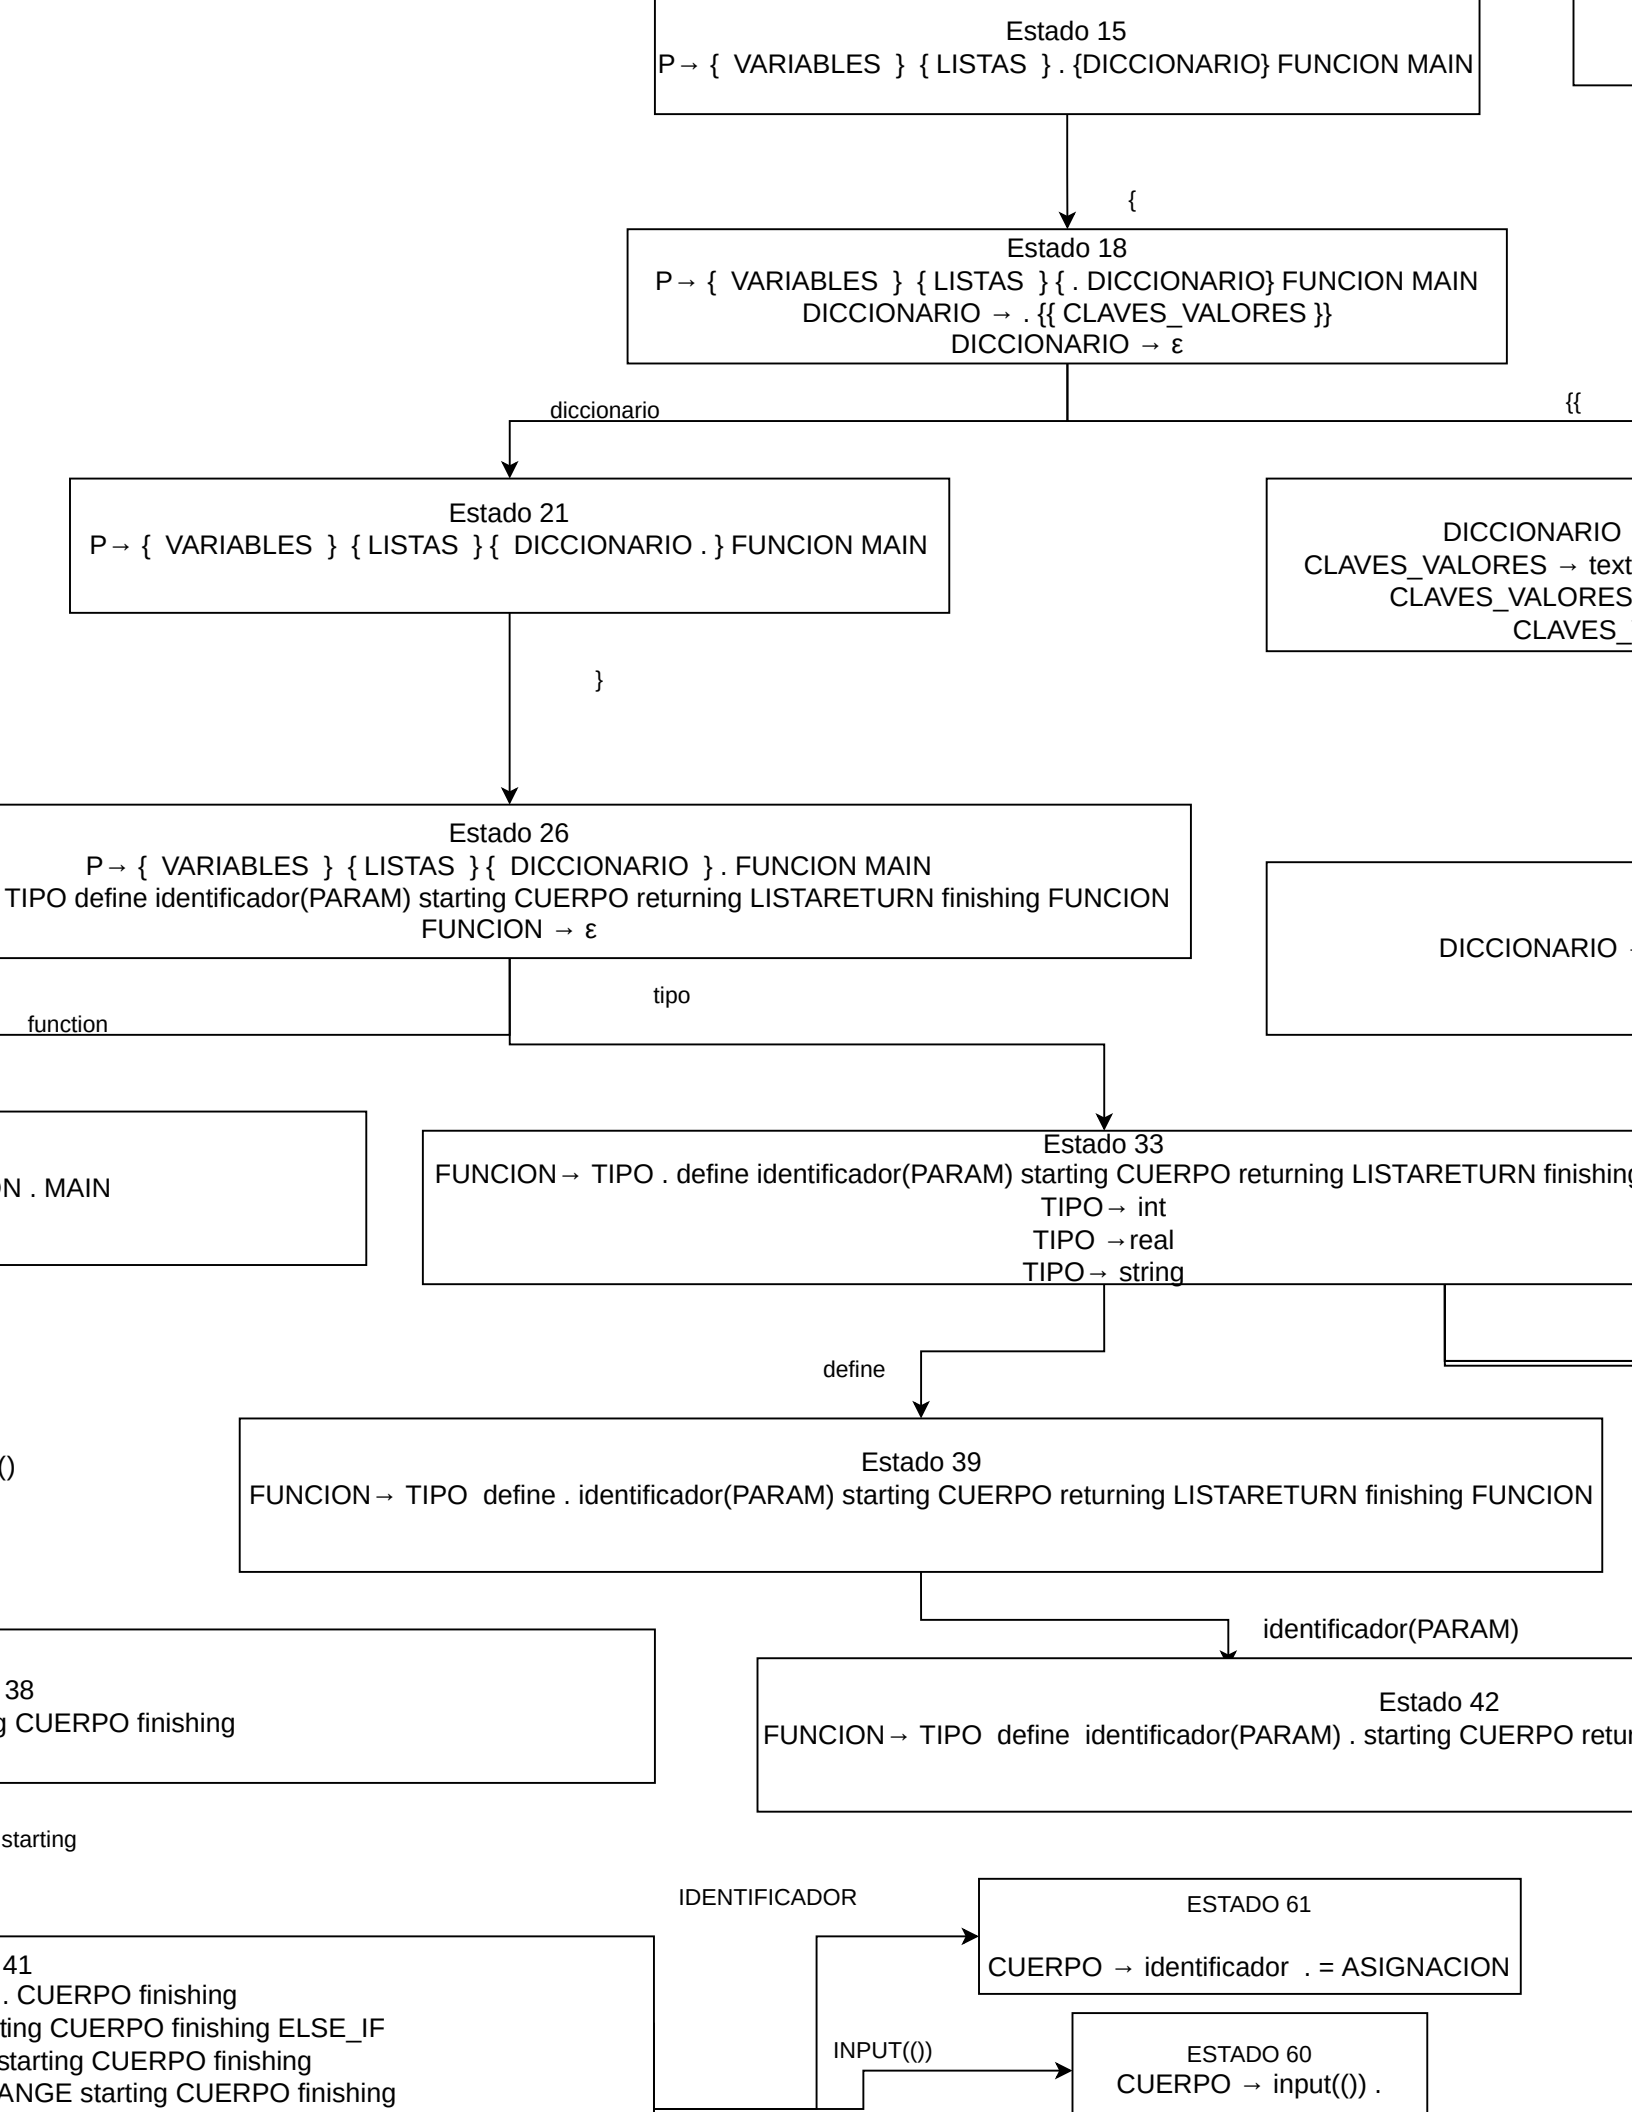 Estado 15
P→ {  VARIABLES  }  { LISTAS  } . {DICCIONARIO} FUNCION MAIN
{
Estado 18
P→ {  VARIABLES  }  { LISTAS  } { . DICCIONARIO} FUNCION MAIN
DICCIONARIO → . {{ CLAVES_VALORES }}
DICCIONARIO → ε
diccionario
{{
Estado 21
P→ {  VARIABLES  }  { LISTAS  } {  DICCIONARIO . } FUNCION MAIN
DICCIONARIO
CLAVES_VALORES → text
CLAVES_VALORES
CLAVES_
}
Estado 26
P→ {  VARIABLES  }  { LISTAS  } {  DICCIONARIO  } . FUNCION MAIN
TIPO define identificador(PARAM) starting CUERPO returning LISTARETURN finishing FUNCION
FUNCION → ε
DICCIONARIO
tipo
function
N . MAIN
Estado 33
FUNCION→ TIPO . define identificador(PARAM) starting CUERPO returning LISTARETURN finishing
TIPO→ int
TIPO →real
TIPO→ string
define
Estado 39
FUNCION→ TIPO  define . identificador(PARAM) starting CUERPO returning LISTARETURN finishing FUNCION
()
identificador(PARAM)
38
g CUERPO finishing
Estado 42
FUNCION→ TIPO  define  identificador(PARAM) . starting CUERPO retur
starting
IDENTIFICADOR
ESTADO 61
CUERPO → identificador  . = ASIGNACION
41
. CUERPO finishing
ting CUERPO finishing ELSE_IF
starting CUERPO finishing
ANGE starting CUERPO finishing
INPUT(())
ESTADO 60
CUERPO → input(()) .